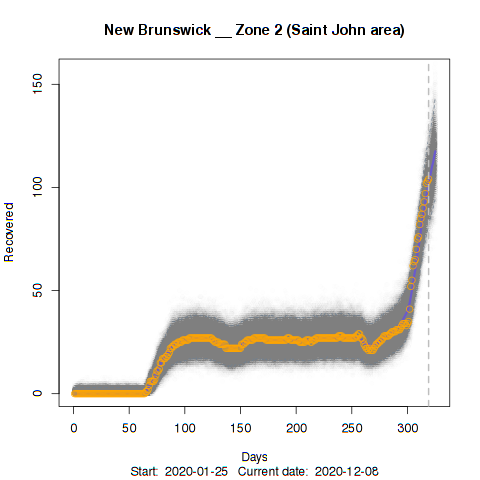 New Brunswick __ Zone 2 (Saint John area)
150
100
50
0
Recovered
0 50 100 150 200 250 300
Days
Start: 2020-01-25 Current date: 2020-12-08